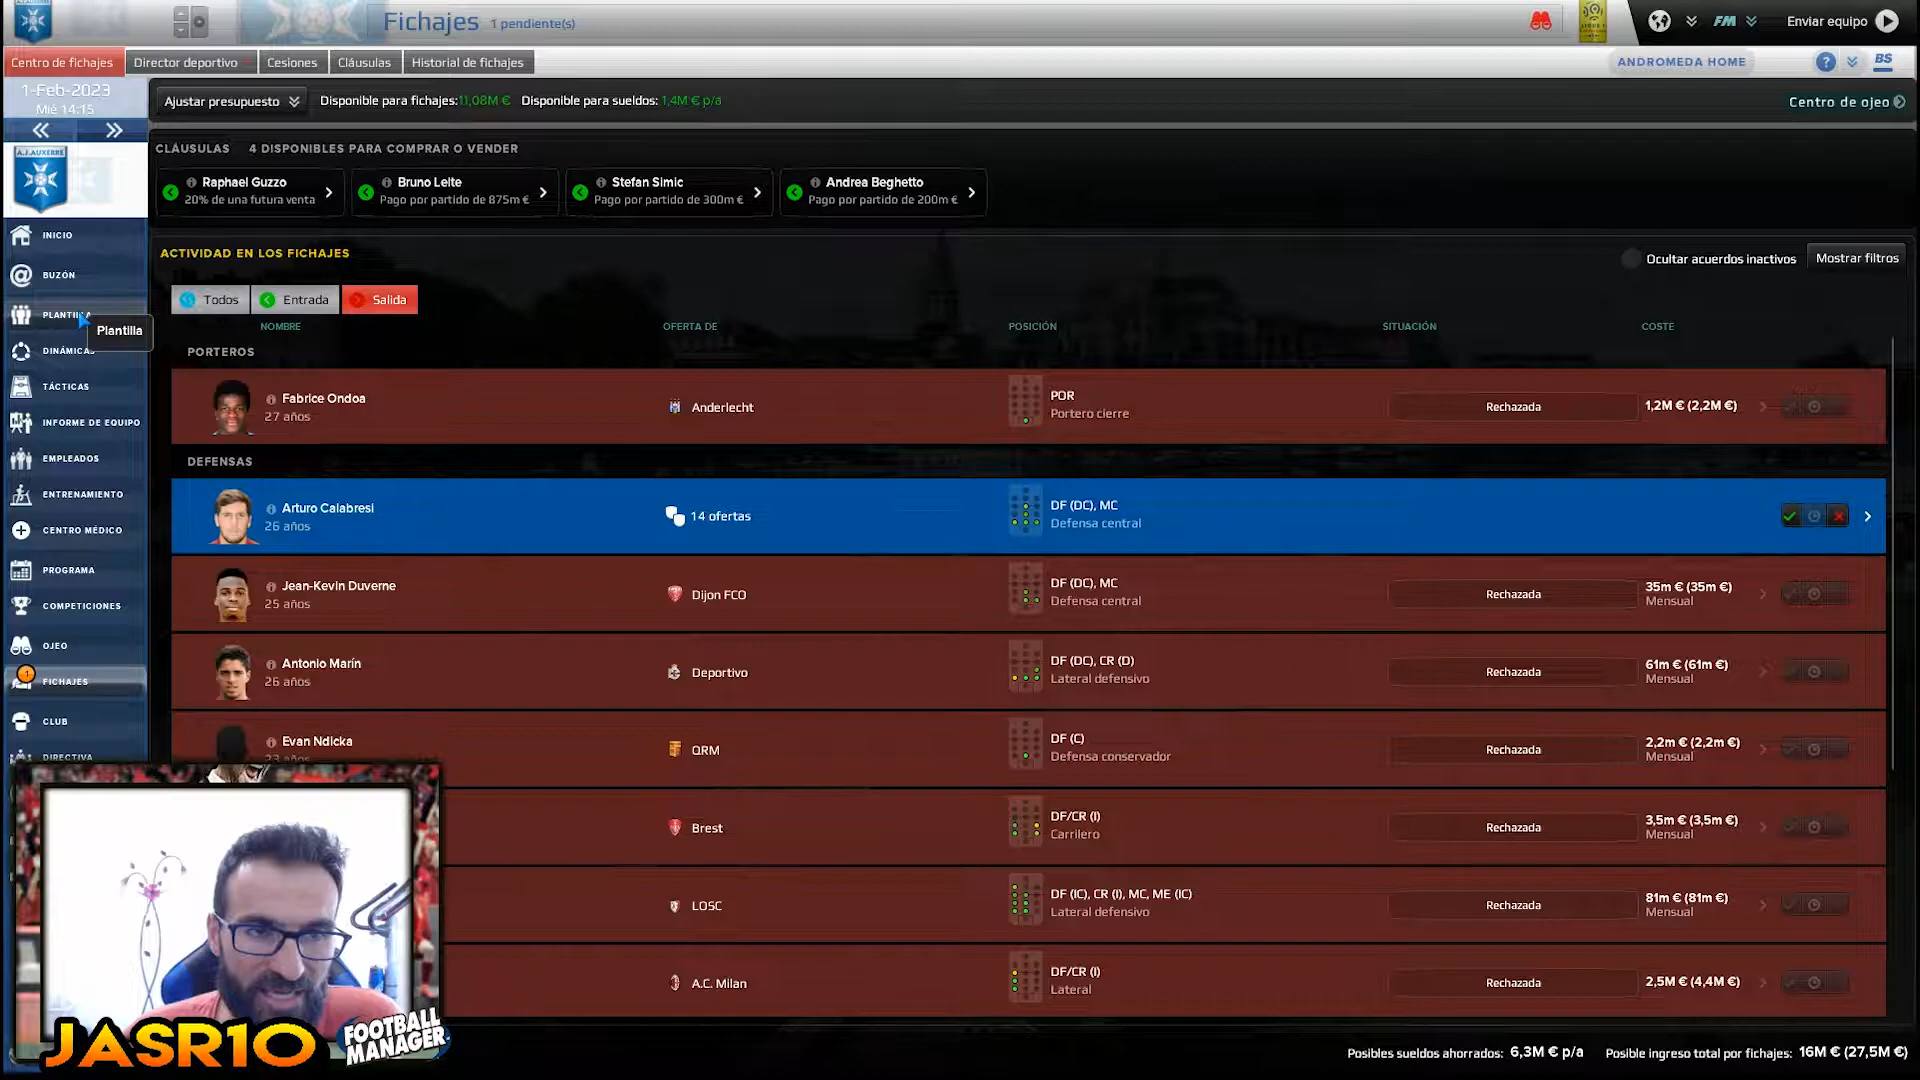 Fichajes 1 pendiente(s)
FM
Enviar equipo
Centro de fichajes
Director deportivo
Cesiones
Cláusulas
Historial de fichajes
ANDROMEDA HOME
?
BS
1-Feb-2023
Mié 14:15
Ajustar presupuesto
Disponible para fichajes: 11,08M € Disponible para sueldos: 1,4M € p/a
Centro de ojeo
A.J.AUXERRE
CLÁUSULAS 4 DISPONIBLES PARA COMPRAR O VENDER
Raphael Guzzo
20% de una futura venta
Bruno Leite
Pago por partido de 875m €
Stefan Simic
Pago por partido de 300m €
Andrea Beghetto
Pago por partido de 200m €
INICIO
BUZÓN
PLANTILLA
Plantilla
DINÁMICAS
TÁCTICAS
INFORME DE EQUIPO
EMPLEADOS
ENTRENAMIENTO
CENTRO MÉDICO
PROGRAMA
COMPETICIONES
OJEO
1
FICHAJES
CLUB
DIRECTIVA
ACTIVIDAD EN LOS FICHAJES
Ocultar acuerdos inactivos
Mostrar filtros
Todos
Entrada
Salida
NOMBRE OFERTA DE POSICIÓN SITUACIÓN COSTE
PORTEROS
Fabrice Ondoa
27 años
Anderlecht
POR
Portero cierre
Rechazada
1,2M € (2,2M €)
DEFENSAS
Arturo Calabresi
26 años
14 ofertas
DF (DC), MC
Defensa central
Jean-Kevin Duverne
25 años
Dijon FCO
DF (DC), MC
Defensa central
Rechazada
35m € (35m €)
Mensual
Antonio Marín
26 años
Deportivo
DF (DC), CR (D)
Lateral defensivo
Rechazada
61m € (61m €)
Mensual
Evan Ndicka
23 años
QRM
DF (C)
Defensa conservador
Rechazada
2,2m € (2,2m €)
Mensual
Brest
DF/CR (I)
Carrilero
Rechazada
3,5m € (3,5m €)
Mensual
LOSC
DF (IC), CR (I), MC, ME (IC)
Lateral defensivo
Rechazada
81m € (81m €)
Mensual
A.C. Milan
DF/CR (I)
Lateral
Rechazada
2,5M € (4,4M €)
JASR10
FOOTBALL
MANAGER
Posibles sueldos ahorrados: 6,3M € p/a Posible ingreso total por fichajes: 16M € (27,5M €)